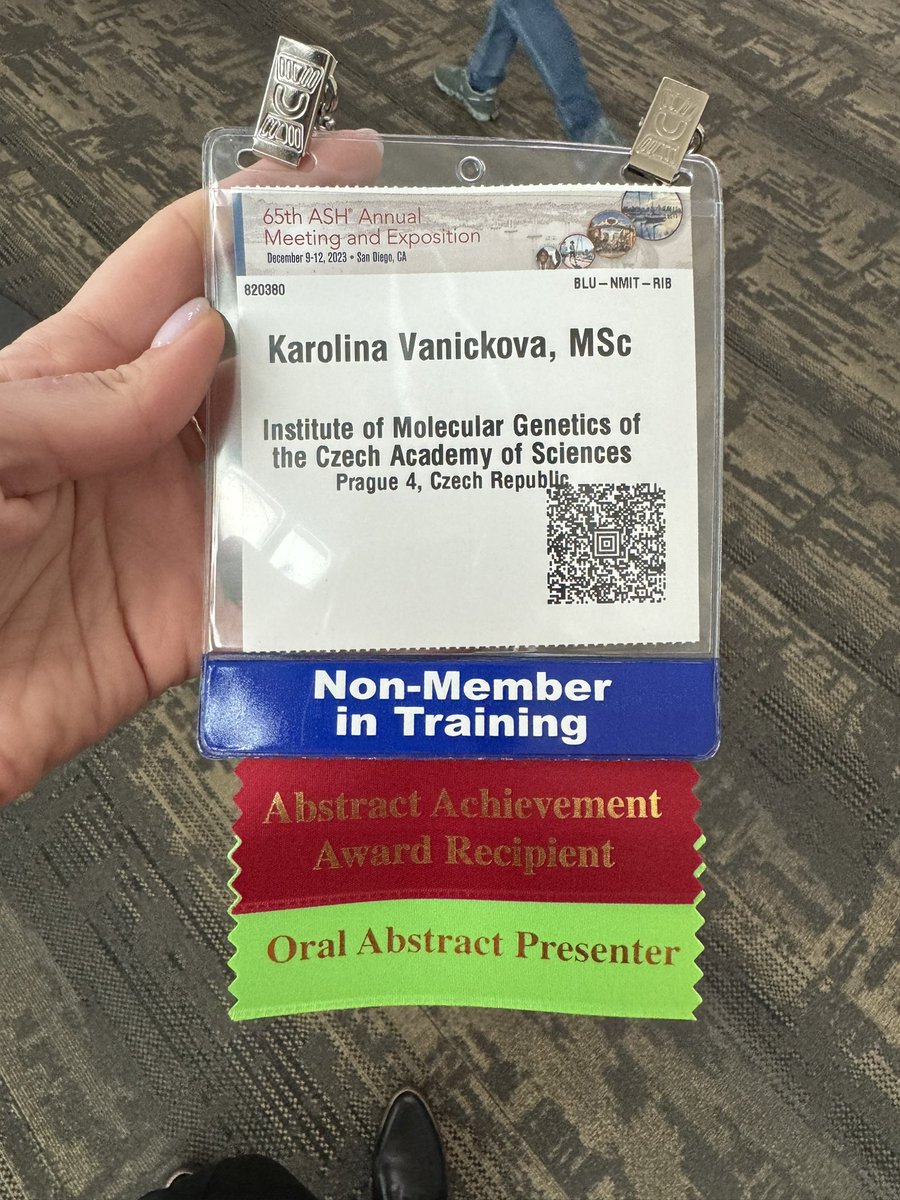 65th ASH® Annual
Meeting and Exposition
December 9-12, 2023 • San Diego, CA
820380
BLU–NMIT–RIB
Karolina Vanickova, MSc
Institute of Molecular Genetics of
the Czech Academy of Sciences
Prague 4, Czech Republic
Non-Member
in Training
Abstract Achievement
Award Recipient
Oral Abstract Presenter